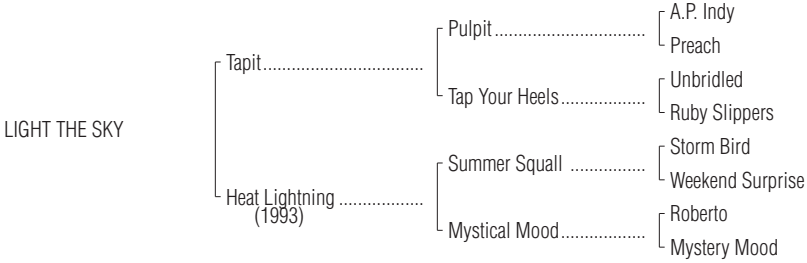 A.P. Indy
Pulpit..............................
Preach
Tapit................................
Unbridled
Tap Your Heels.................
Ruby Slippers
LIGHT THE SKY
Storm Bird
Summer Squall ...............
Weekend Surprise
Heat Lightning .................
(1993)
Roberto
Mystical Mood.................
Mystery Mood